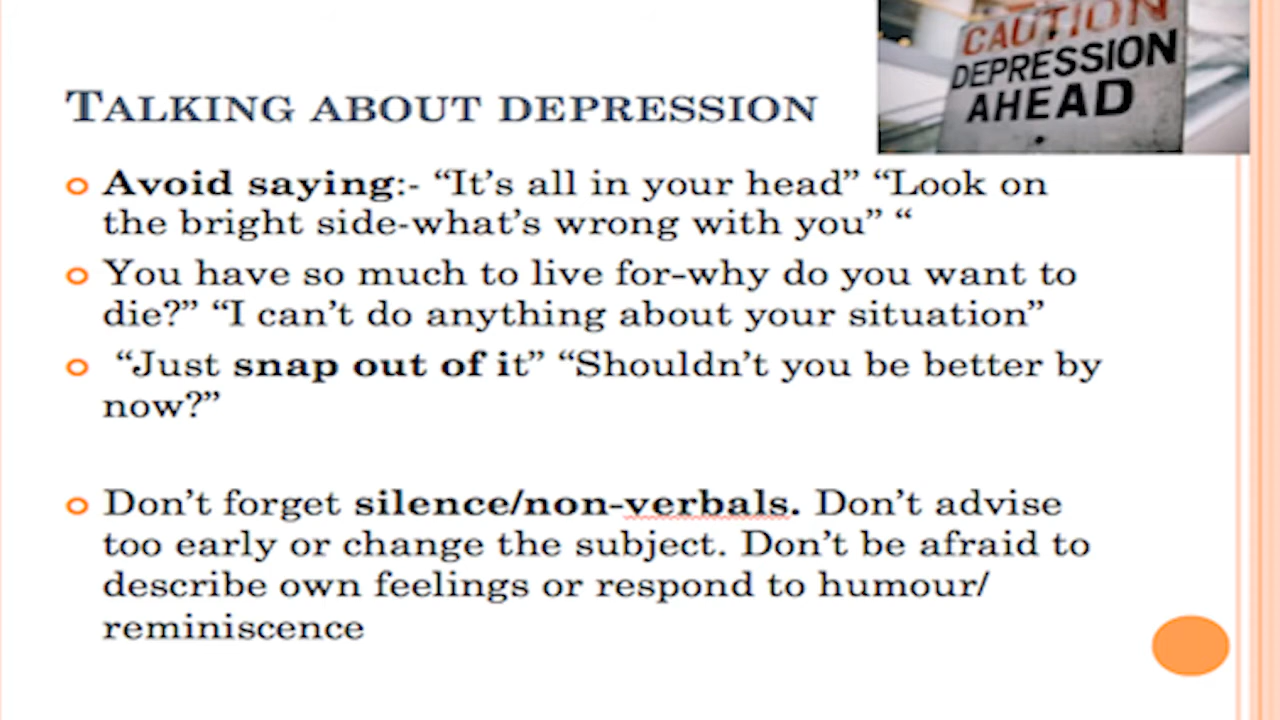 CAUTION
DEPRESSION
AHEAD
TALKING ABOUT DEPRESSION
Avoid saying:- “It’s all in your head” “Look on
the bright side-what’s wrong with you” “
You have so much to live for-why do you want to
die?” “I can’t do anything about your situation”
“Just snap out of it” “Shouldn’t you be better by
now?”
Don’t forget silence/non-verbals. Don’t advise
too early or change the subject. Don’t be afraid to
describe own feelings or respond to humour/
reminiscence